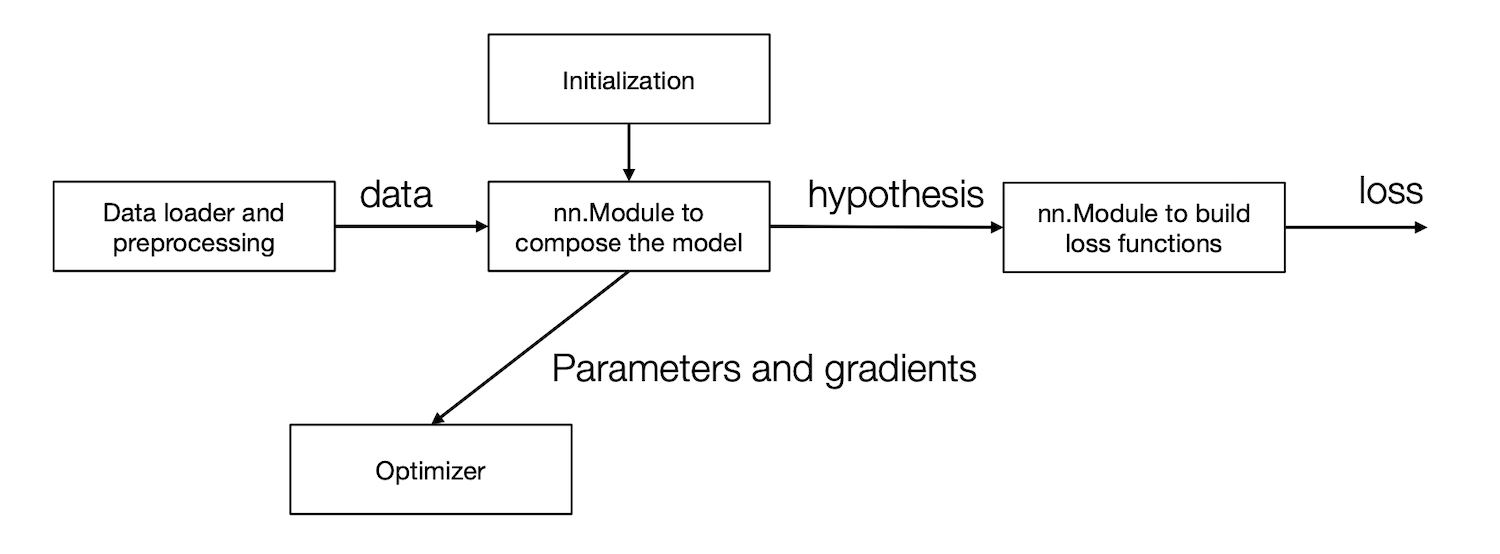 Initialization
Data loader and
preprocessing
data
nn.Module to
compose the model
hypothesis
nn.Module to build
loss functions
loss
Parameters and gradients
Optimizer